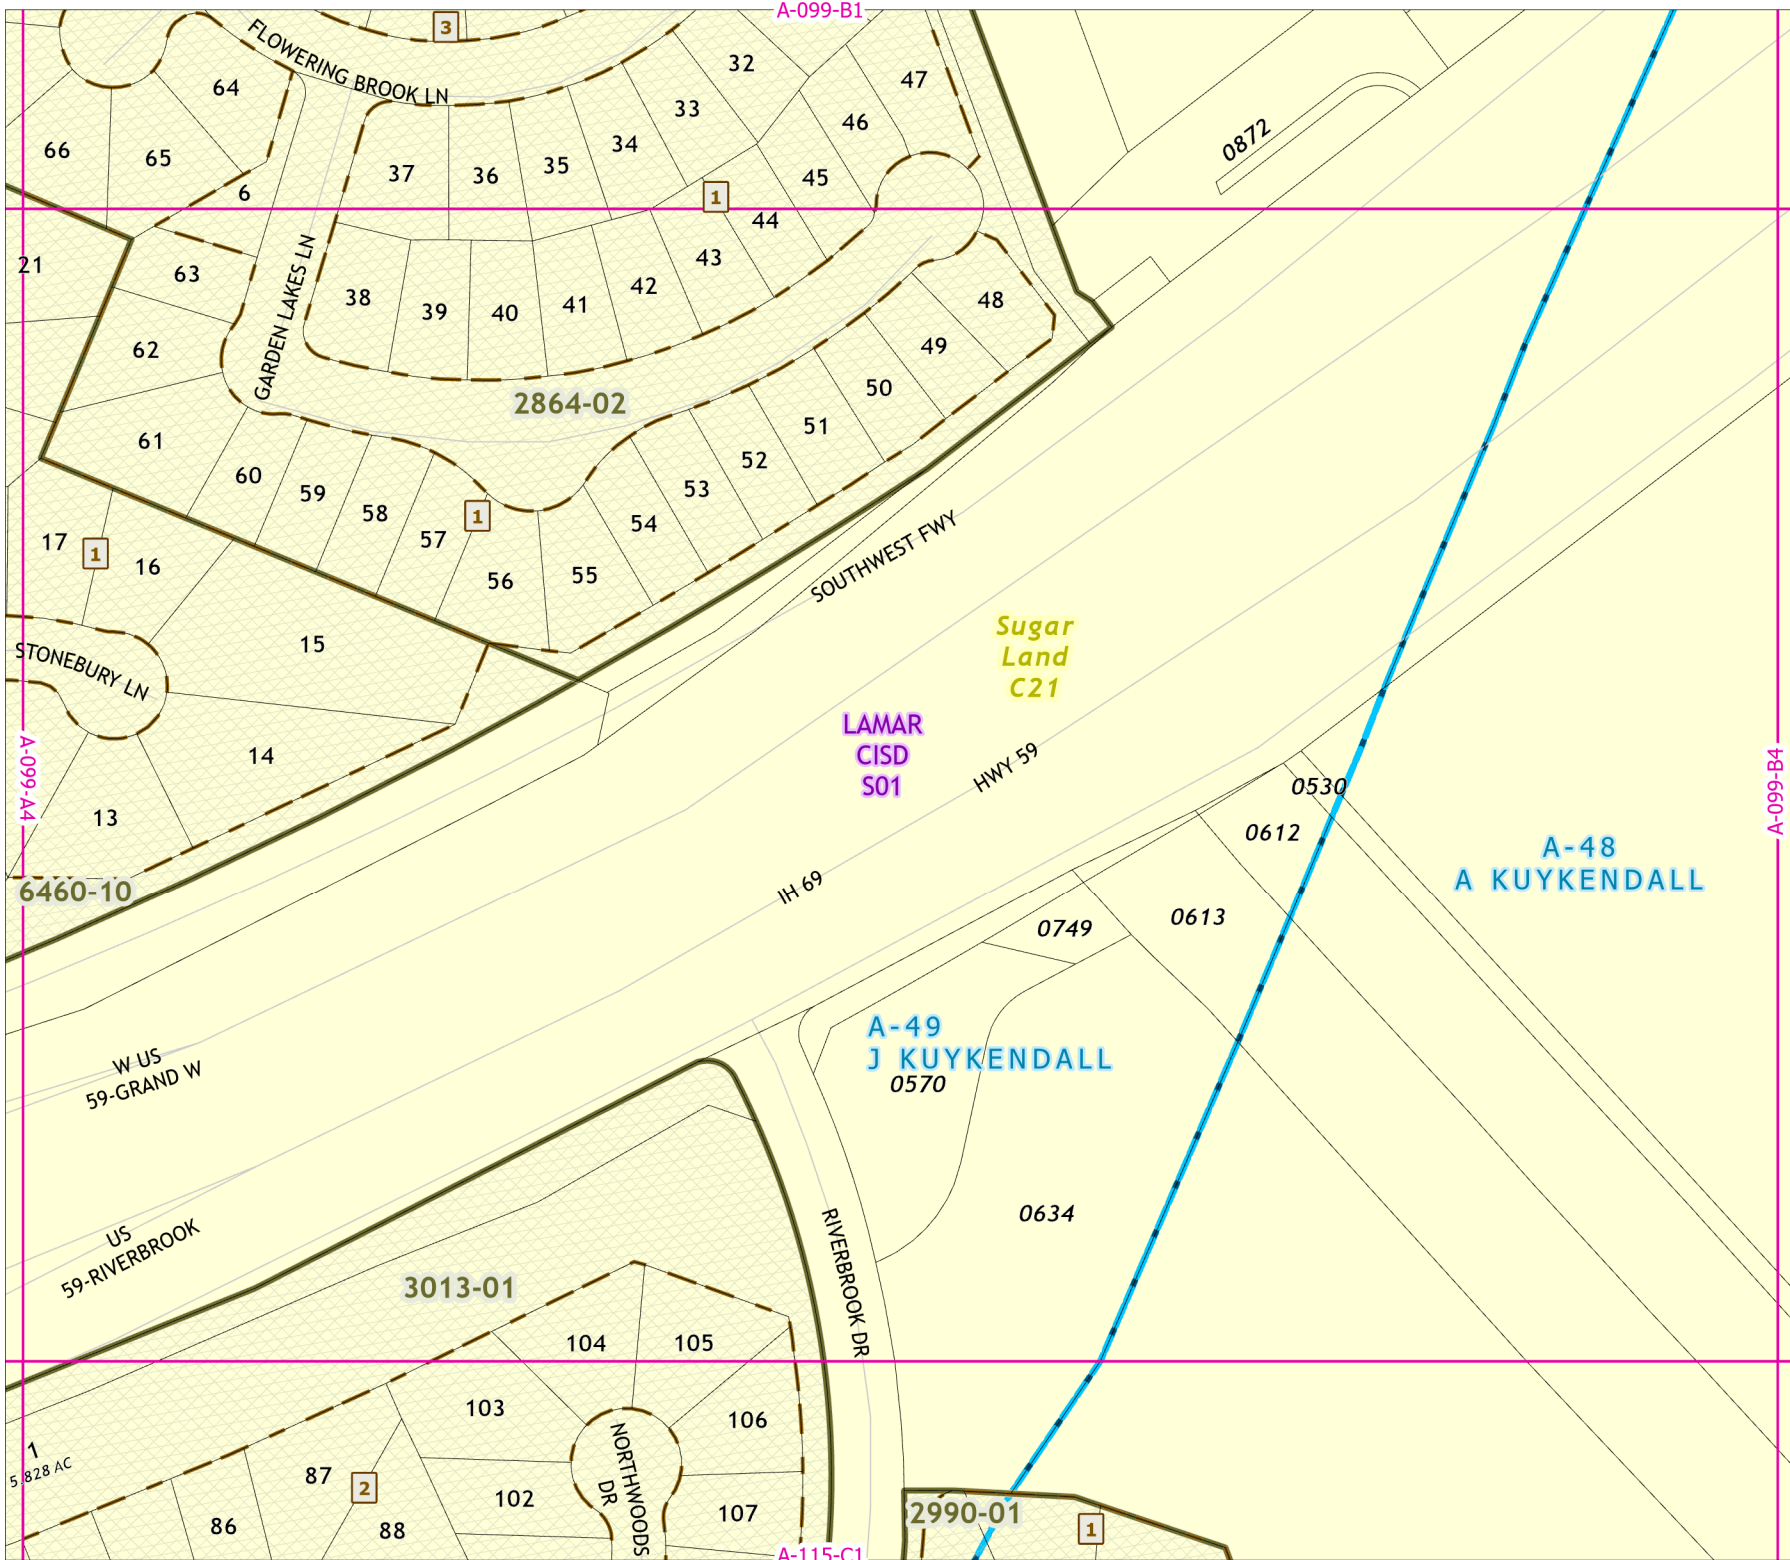 A-099-B1
3
FLOWERING BROOK LN
64
32
47
33
46
34
35
36
37
66
65
45
0872
6
1
44
21
63
GARDEN LAKES LN
43
42
38
39
40
41
48
62
49
50
2864-02
51
61
52
60
59
53
58
1
54
57
17
1
16
56
55
SOUTHWEST FWY
15
STONEBURY LN
Sugar
Land
C21
LAMAR
CISD
S01
14
HWY 59
13
A-099-A4
A-099-B4
0530
0612
A-48
A KUYKENDALL
IH 69
6460-10
0749
0613
A-49
J KUYKENDALL
0570
W US
59-GRAND W
US
59-RIVERBROOK
0634
RIVERBROOK DR
3013-01
104
105
103
106
1
5.828 AC
87
2
102
NORTHWOODS
DR
107
86
88
2990-01
1
A-115-C1